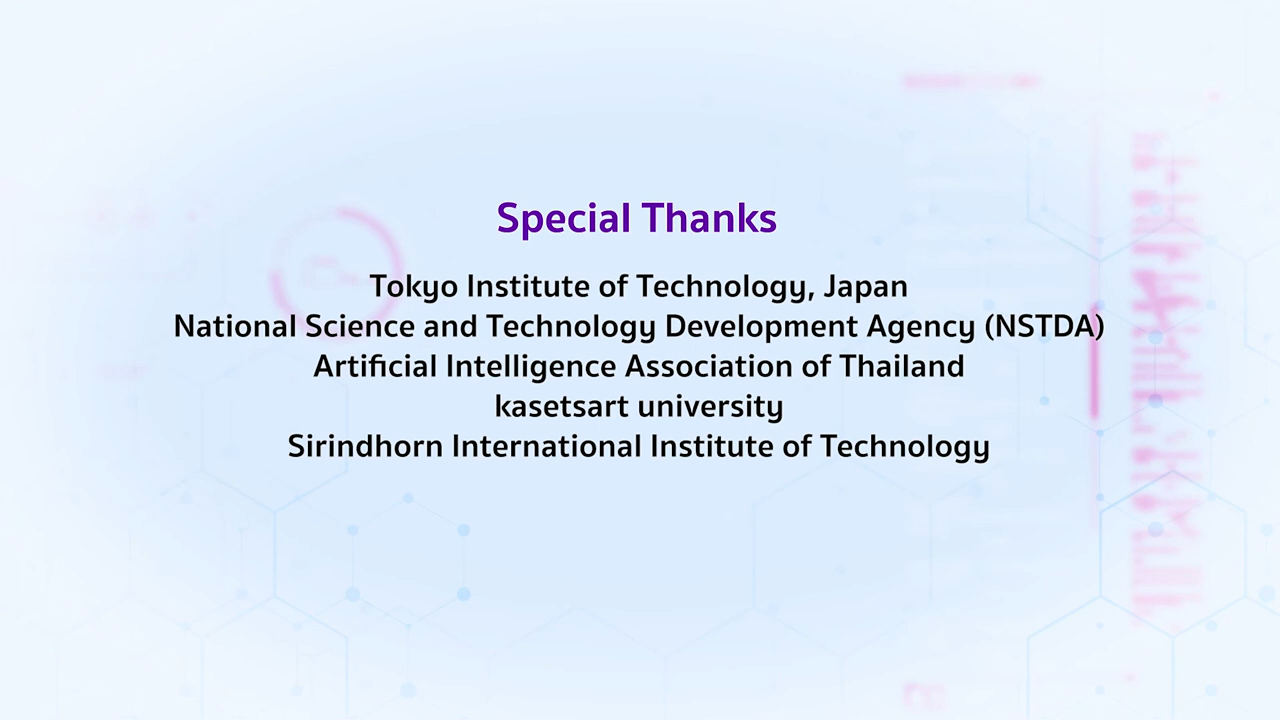 Special Thanks
Tokyo Institute of Technology, Japan
National Science and Technology Development Agency (NSTDA)
Artificial Intelligence Association of Thailand
kasetsart university
Sirindhorn International Institute of Technology